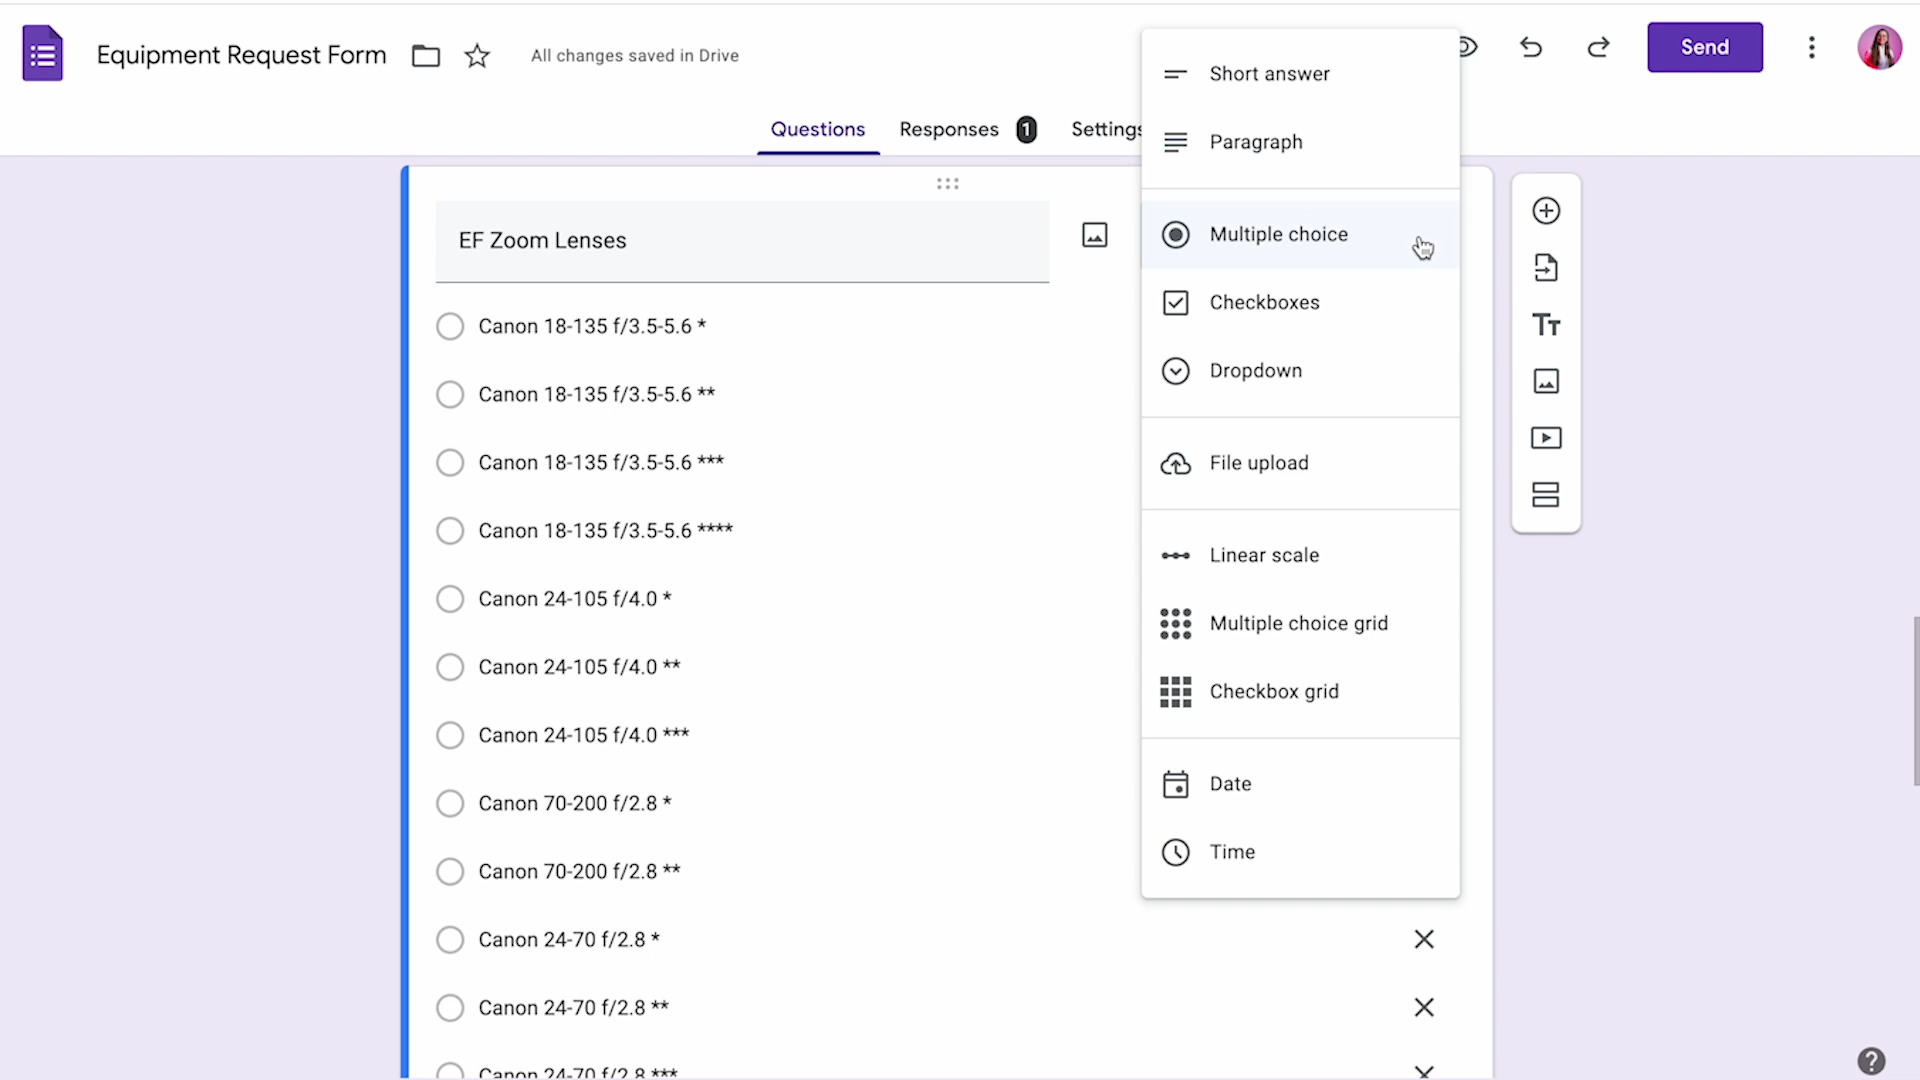 Equipment Request Form
All changes saved in Drive
Send
Questions
Responses 1
Settings
EF Zoom Lenses
Canon 18-135 f/3.5-5.6 *
Canon 18-135 f/3.5-5.6 **
Canon 18-135 f/3.5-5.6 ***
Canon 18-135 f/3.5-5.6 ****
Canon 24-105 f/4.0 *
Canon 24-105 f/4.0 **
Canon 24-105 f/4.0 ***
Canon 70-200 f/2.8 *
Canon 70-200 f/2.8 **
Canon 24-70 f/2.8 *
Canon 24-70 f/2.8 **
Canon 24-70 f/2.8 ***
Short answer
Paragraph
Multiple choice
Checkboxes
Dropdown
File upload
Linear scale
Multiple choice grid
Checkbox grid
Date
Time